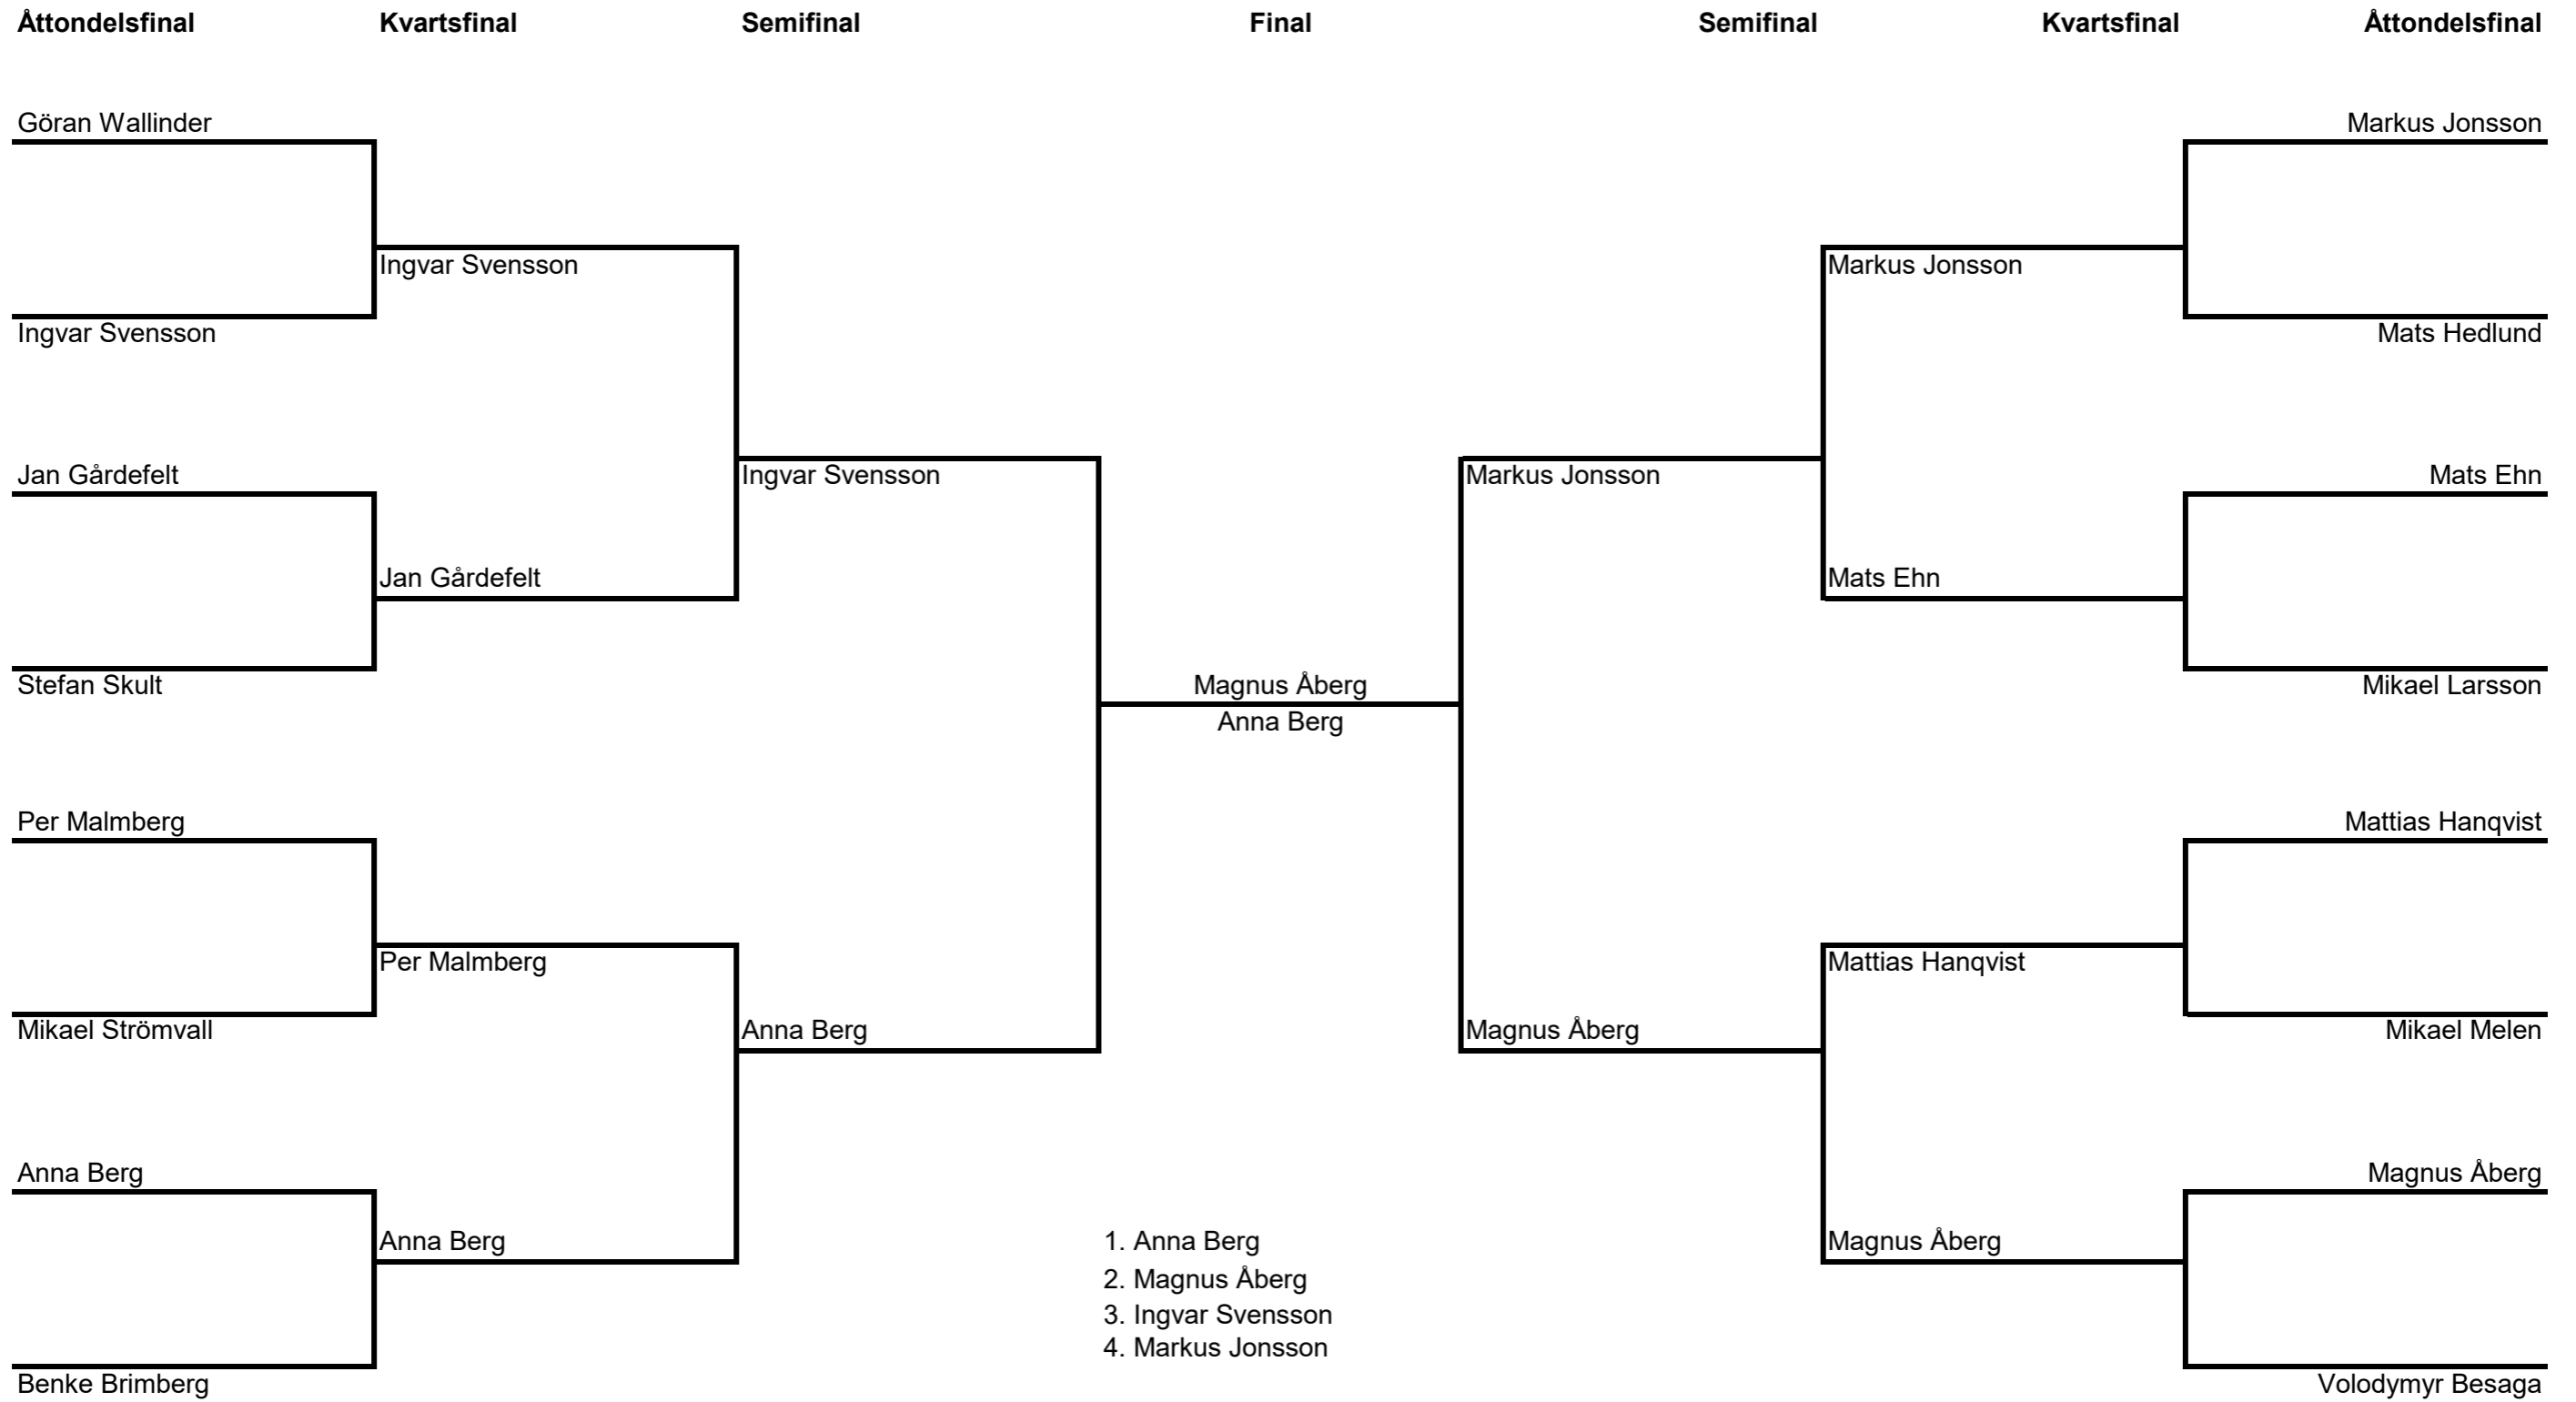 Åttondelsfinal Kvartsfinal Semifinal Final Semifinal Kvartsfinal Åttondelsfinal
Göran Wallinder Markus Jonsson
Ingvar Svensson Markus Jonsson
Ingvar Svensson Mats Hedlund
Jan Gårdefelt Ingvar Svensson Markus Jonsson Mats Ehn
Jan Gårdefelt Mats Ehn
Stefan Skult Magnus Åberg Mikael Larsson
Anna Berg
Per Malmberg Mattias Hanqvist
Per Malmberg Mattias Hanqvist
Mikael Strömvall Anna Berg Magnus Åberg Mikael Melen
Anna Berg Magnus Åberg
Anna Berg 1. Anna Berg Magnus Åberg
2. Magnus Åberg
3. Ingvar Svensson
4. Markus Jonsson
Benke Brimberg Volodymyr Besaga